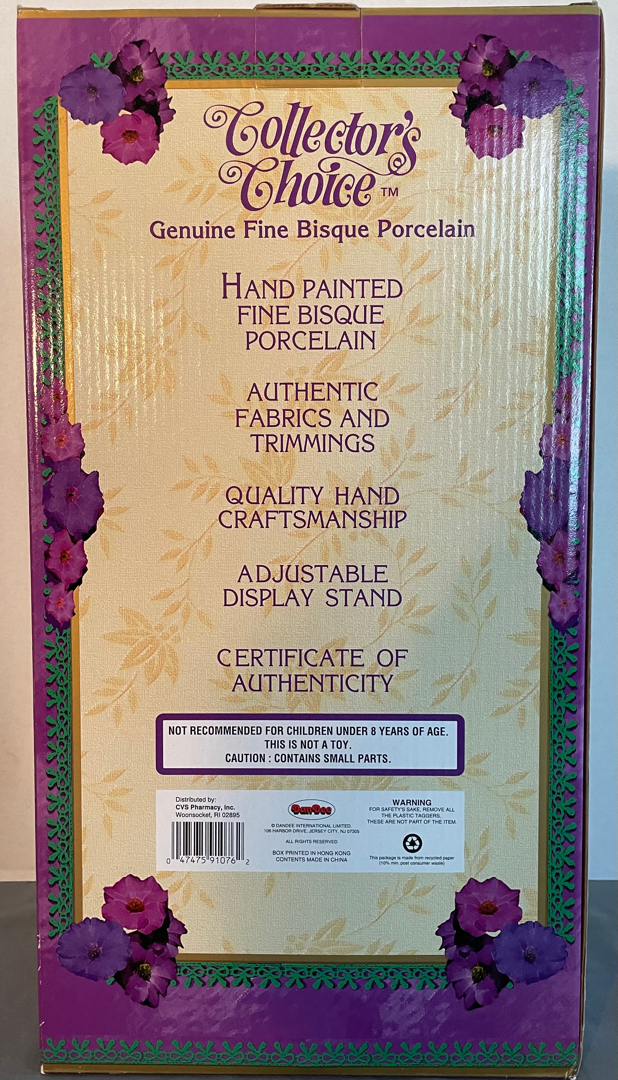 Collector's
Choice™
Genuine Fine Bisque Porcelain
HAND PAINTED
FINE BISQUE
PORCELAIN
AUTHENTIC
FABRICS AND
TRIMMINGS
QUALITY HAND
CRAFTSMANSHIP
ADJUSTABLE
DISPLAY STAND
CERTIFICATE OF
AUTHENTICITY
NOT RECOMMENDED FOR CHILDREN UNDER 8 YEARS OF AGE.
THIS IS NOT A TOY.
CAUTION : CONTAINS SMALL PARTS.
Distributed by:
CVS Pharmacy, Inc.
Woonsocket, RI 02895
0 47475 91076 2
DanDee
© DANDEE INTERNATIONAL LIMITED.
106 HARBOR DRIVE, JERSEY CITY, NJ 07305
ALL RIGHTS RESERVED
BOX PRINTED IN HONG KONG
CONTENTS MADE IN CHINA
WARNING
FOR SAFETY'S SAKE, REMOVE ALL
THE PLASTIC TAGGERS.
THESE ARE NOT PART OF THE ITEM.
This package is made from recycled paper
(10% min. post consumer waste)